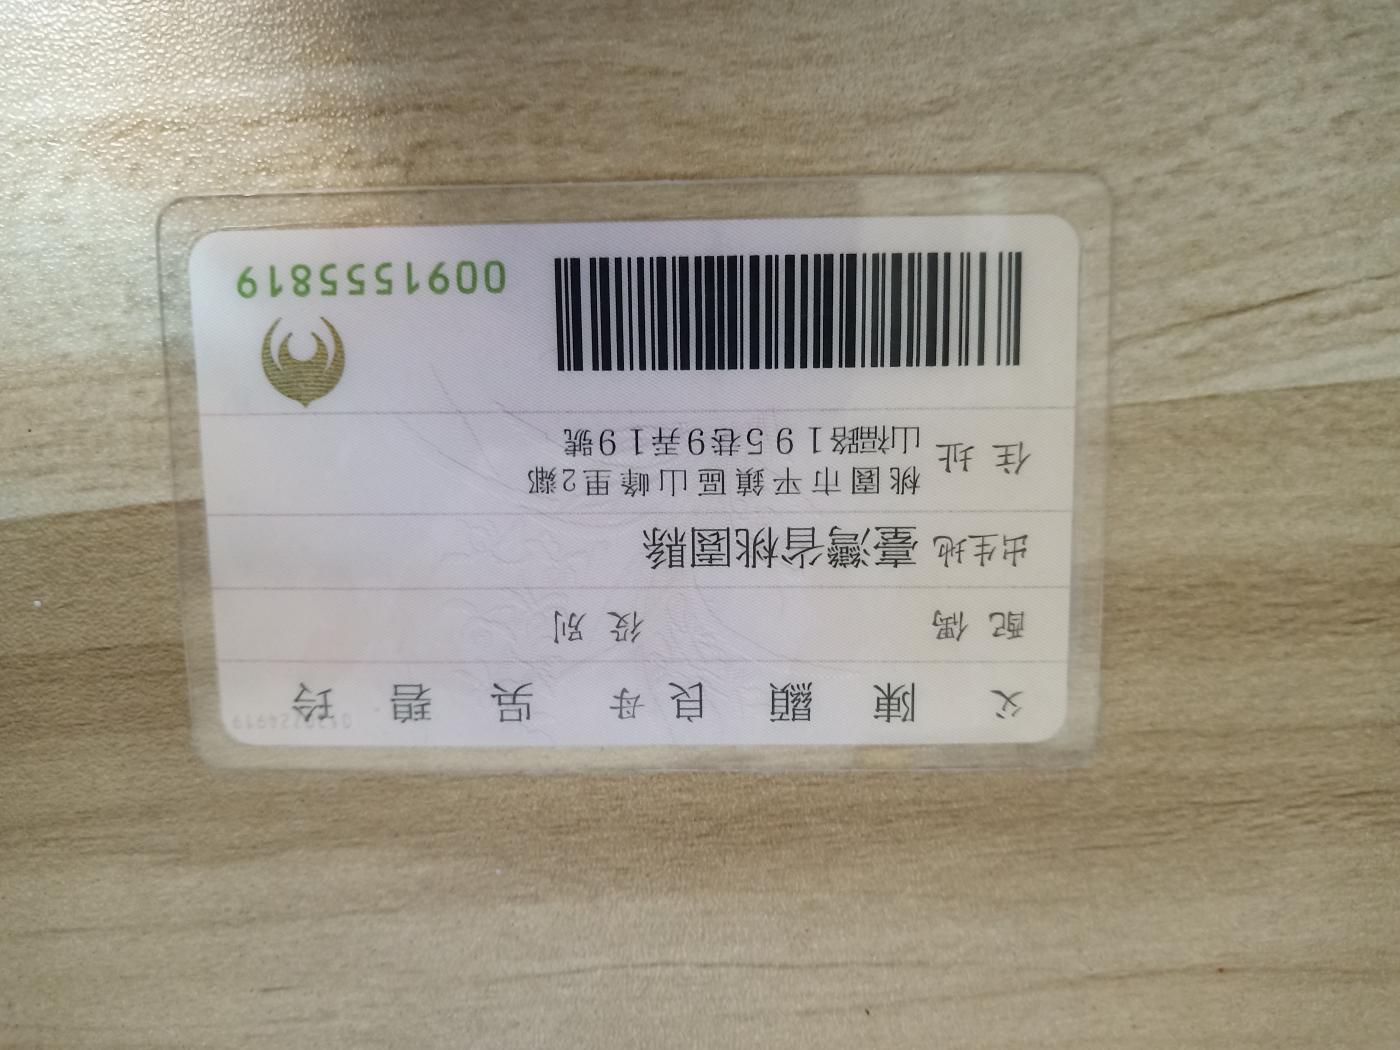 父 陳 顯 良 母 吳 碧 玲
配偶 役別
出生地 臺灣省桃園縣
住址 桃園市平鎮區山峰里2鄰
山福路195巷9弄19號
0091555819